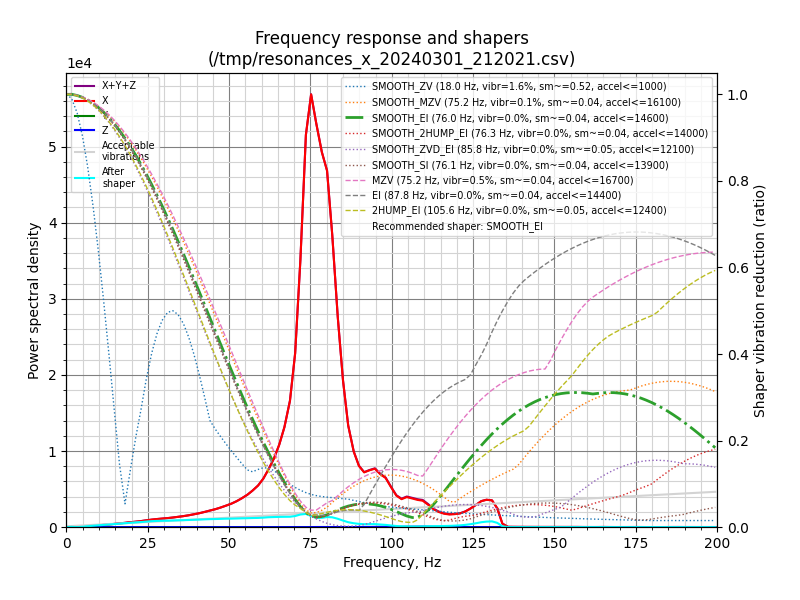 Frequency response and shapers
(/tmp/resonances_x_20240301_212021.csv)
1e4
X+Y+Z
X
Z
Acceptable
vibrations
After
shaper
SMOOTH_ZV (18.0 Hz, vibr=1.6%, sm~=0.52, accel<=1000)
SMOOTH_MZV (75.2 Hz, vibr=0.1%, sm~=0.04, accel<=16100)
SMOOTH_EI (76.0 Hz, vibr=0.0%, sm~=0.04, accel<=14600)
SMOOTH_2HUMP_EI (76.3 Hz, vibr=0.0%, sm~=0.04, accel<=14000)
SMOOTH_ZVD_EI (85.8 Hz, vibr=0.0%, sm~=0.05, accel<=12100)
SMOOTH_SI (76.1 Hz, vibr=0.0%, sm~=0.04, accel<=13900)
MZV (75.2 Hz, vibr=0.5%, sm~=0.04, accel<=16700)
EI (87.8 Hz, vibr=0.0%, sm~=0.04, accel<=14400)
2HUMP_EI (105.6 Hz, vibr=0.0%, sm~=0.05, accel<=12400)
Recommended shaper: SMOOTH_EI
Power spectral density
5
4
3
2
1
0
1.0
0.8
0.6
0.4
0.2
0.0
Shaper vibration reduction (ratio)
0 25 50 75 100 125 150 175 200
Frequency, Hz